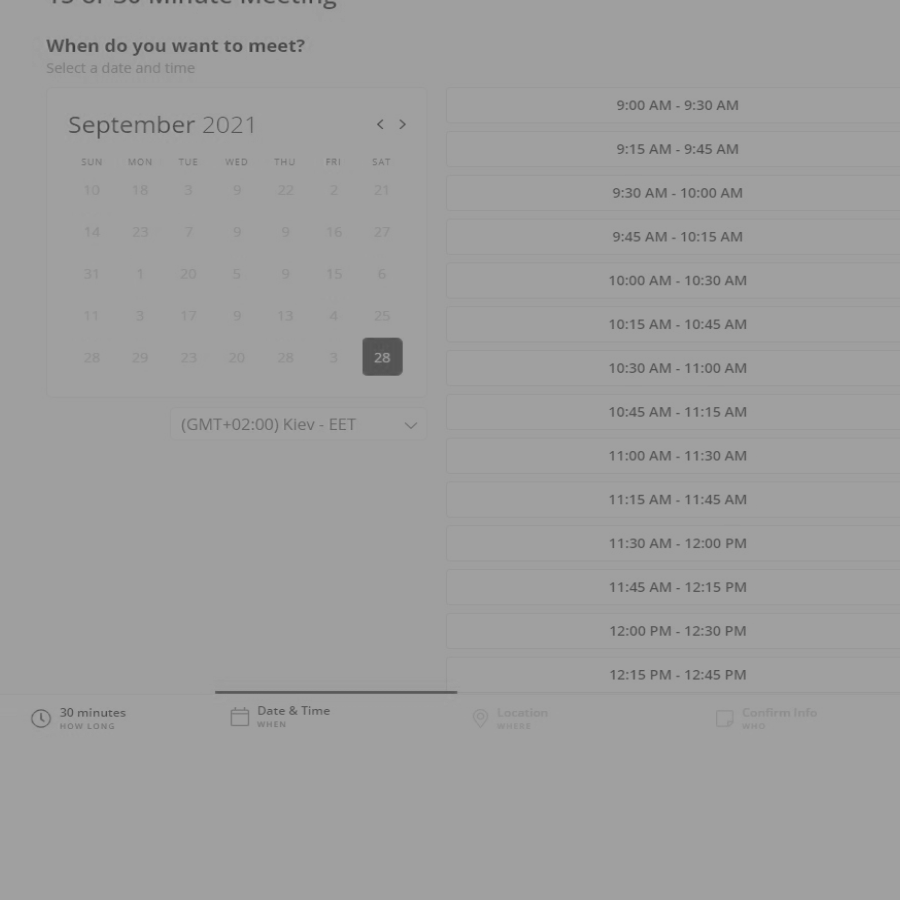 15 or 30 Minute Meeting
When do you want to meet?
Select a date and time
September 2021
SUN MON TUE WED THU FRI SAT
10 18 3 9 22 2 21
14 23 7 9 9 16 27
31 1 20 5 9 15 6
11 3 17 9 13 4 25
28 29 23 20 28 3 28
(GMT+02:00) Kiev - EET
9:00 AM - 9:30 AM
9:15 AM - 9:45 AM
9:30 AM - 10:00 AM
9:45 AM - 10:15 AM
10:00 AM - 10:30 AM
10:15 AM - 10:45 AM
10:30 AM - 11:00 AM
10:45 AM - 11:15 AM
11:00 AM - 11:30 AM
11:15 AM - 11:45 AM
11:30 AM - 12:00 PM
11:45 AM - 12:15 PM
12:00 PM - 12:30 PM
12:15 PM - 12:45 PM
30 minutes
HOW LONG
Date & Time
WHEN
Location
WHERE
Confirm Info
WHO